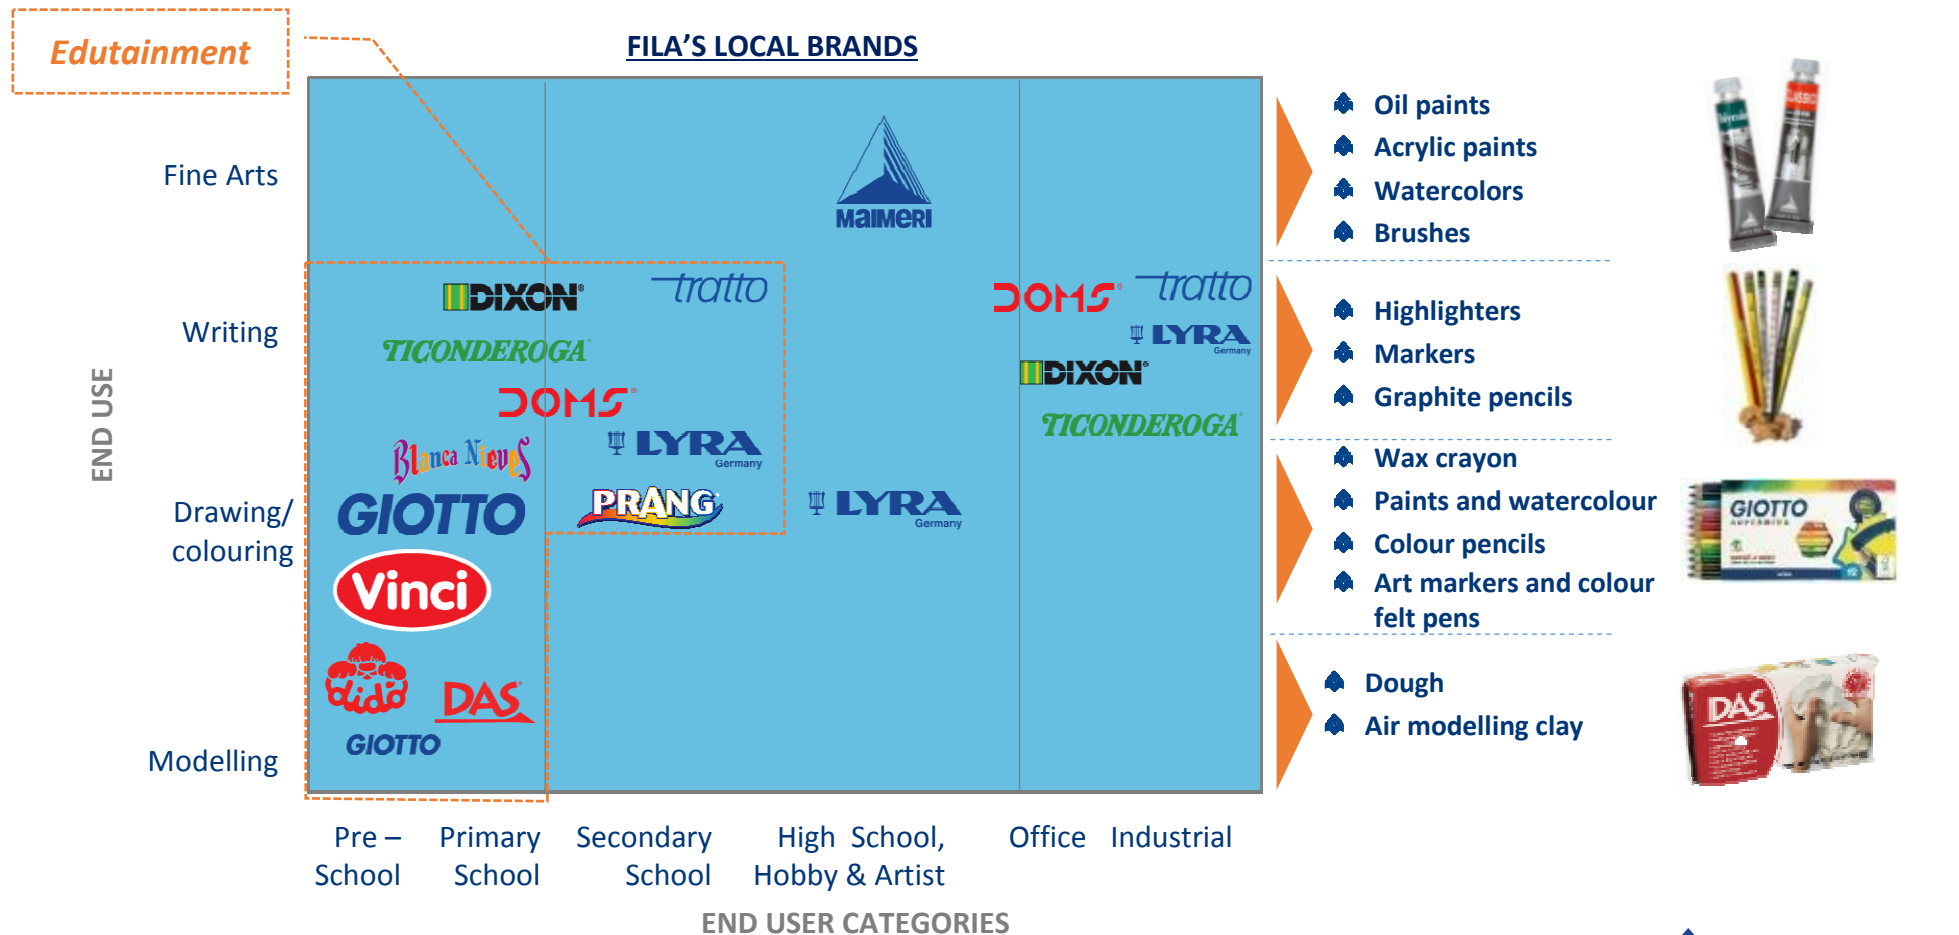 Edutainment
FILA'S LOCAL BRANDS
END USE
Fine Arts
Writing
Drawing/
colouring
Modelling
MAIMERI
DIXON®
tratto
TICONDEROGA
DOMS®
Blanca Nieves
LYRA
Germany
GIOTTO
PRANG
LYRA
Germany
Vinci
didò
DAS
GIOTTO
DOMS®
tratto
LYRA
Germany
DIXON®
TICONDEROGA
Pre – Primary Secondary High School, Office Industrial
School School School Hobby & Artist
END USER CATEGORIES
Oil paints
Acrylic paints
Watercolors
Brushes
Highlighters
Markers
Graphite pencils
Wax crayon
Paints and watercolour
Colour pencils
Art markers and colour
felt pens
Dough
Air modelling clay
CLASSICO
GIOTTO
DAS